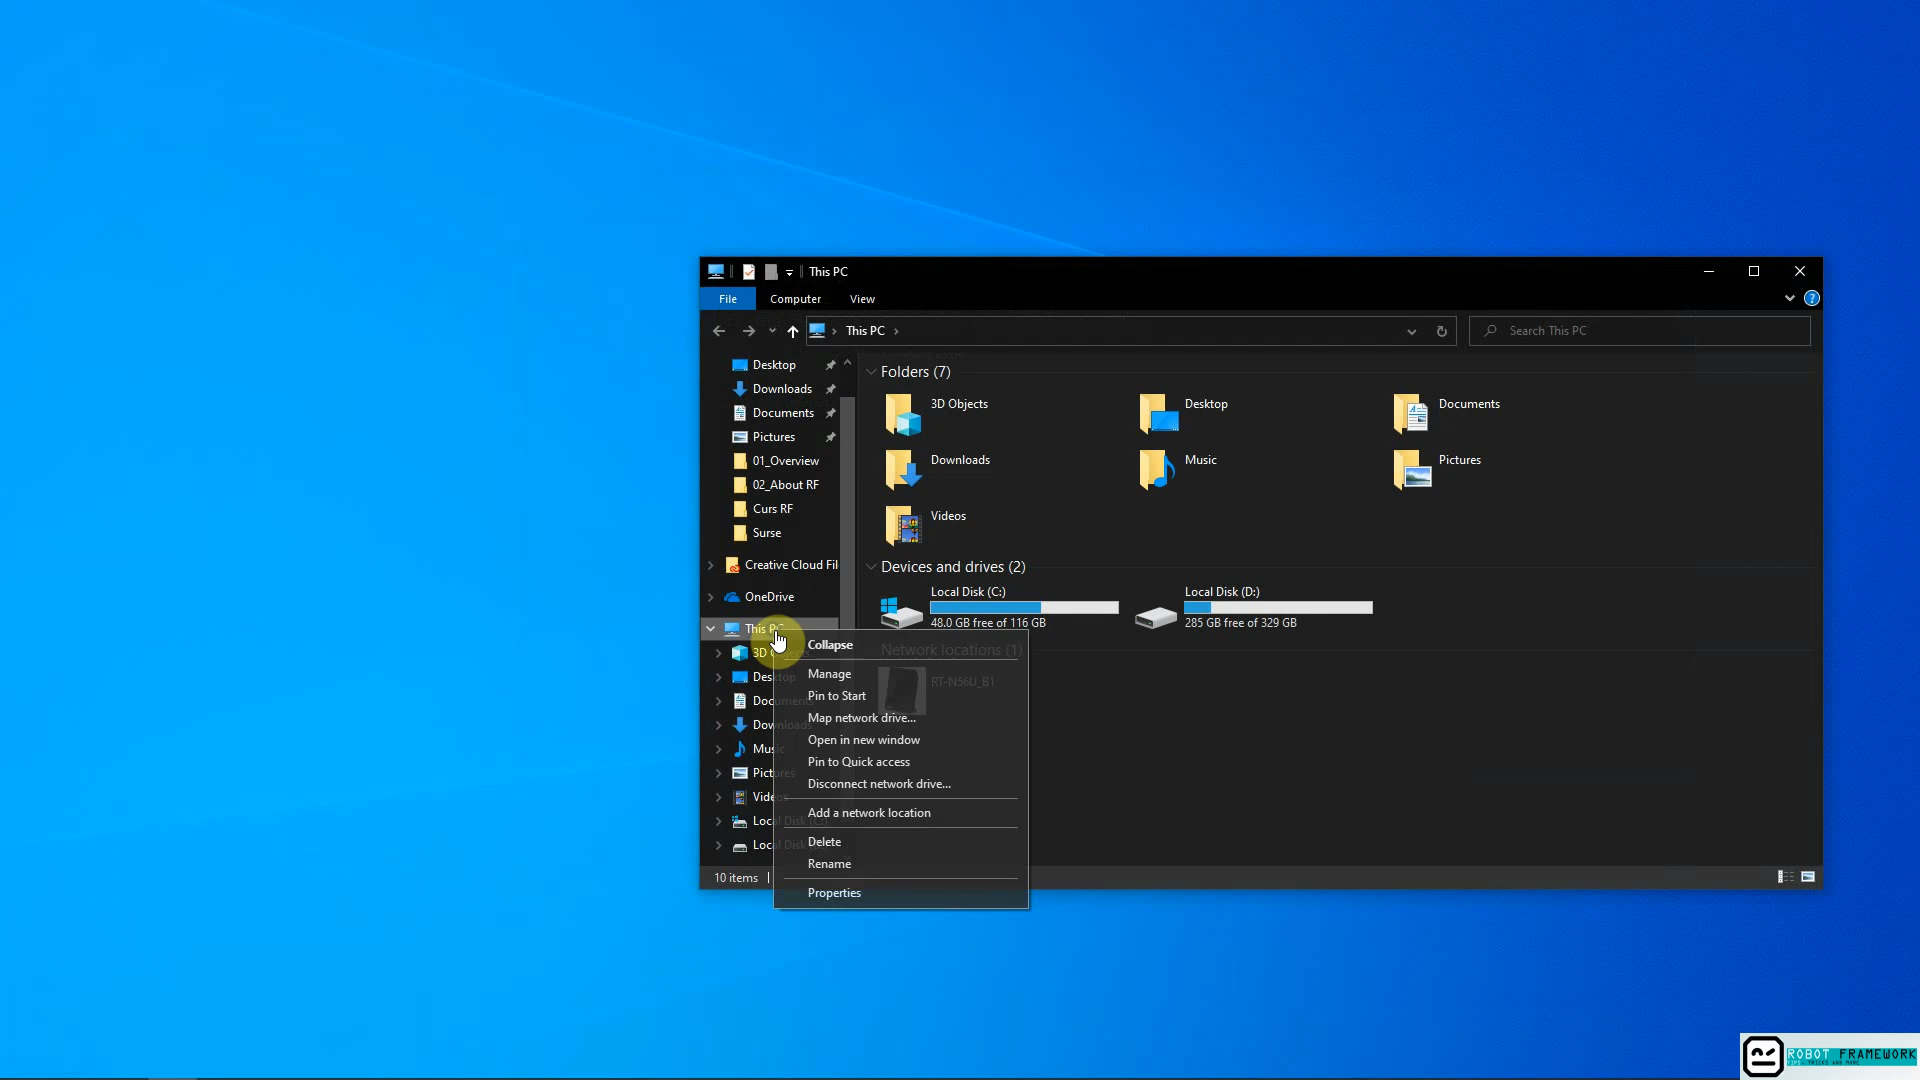 This PC
File
Computer
View
This PC
Search This PC
Desktop
Downloads
Documents
Pictures
01_Overview
02_About RF
Curs RF
Surse
Creative Cloud Fil
OneDrive
This PC
3D Objects
Desktop
Documents
Downloads
Music
Pictures
Videos
Local Disk (C:)
Local Disk
Folders (7)
3D Objects
Desktop
Documents
Downloads
Music
Pictures
Videos
Devices and drives (2)
Local Disk (C:)
48.0 GB free of 116 GB
Local Disk (D:)
285 GB free of 329 GB
Network locations (1)
RT-N56U_B1
Collapse
Manage
Pin to Start
Map network drive...
Open in new window
Pin to Quick access
Disconnect network drive...
Add a network location
Delete
Rename
Properties
10 items
ROBOT FRAMEWORK
TIPS & TRICKS AND MORE